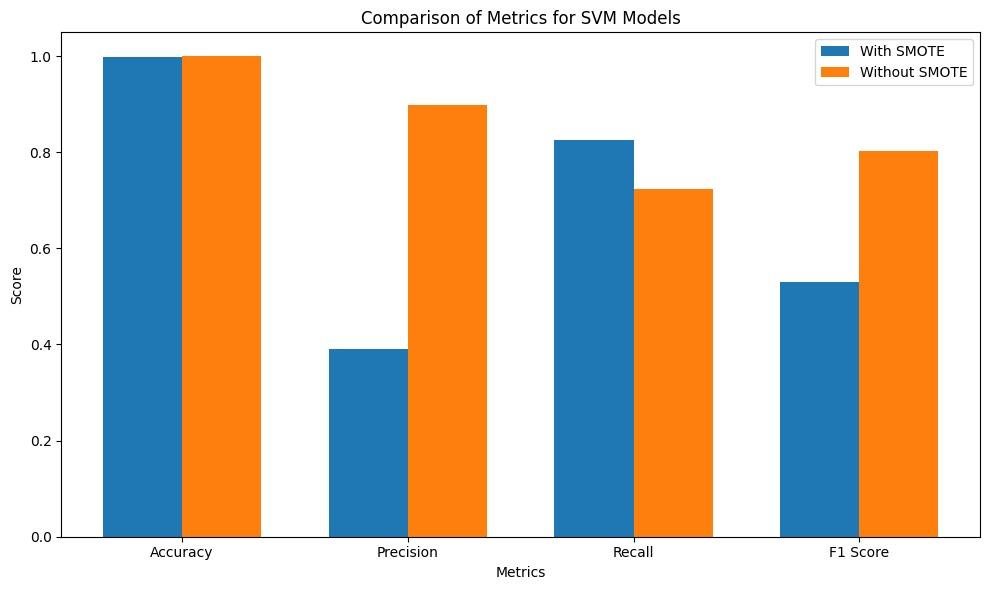 Comparison of Metrics for SVM Models
With SMOTE
Without SMOTE
Score
1.0
0.8
0.6
0.4
0.2
0.0
Accuracy
Precision
Recall
F1 Score
Metrics